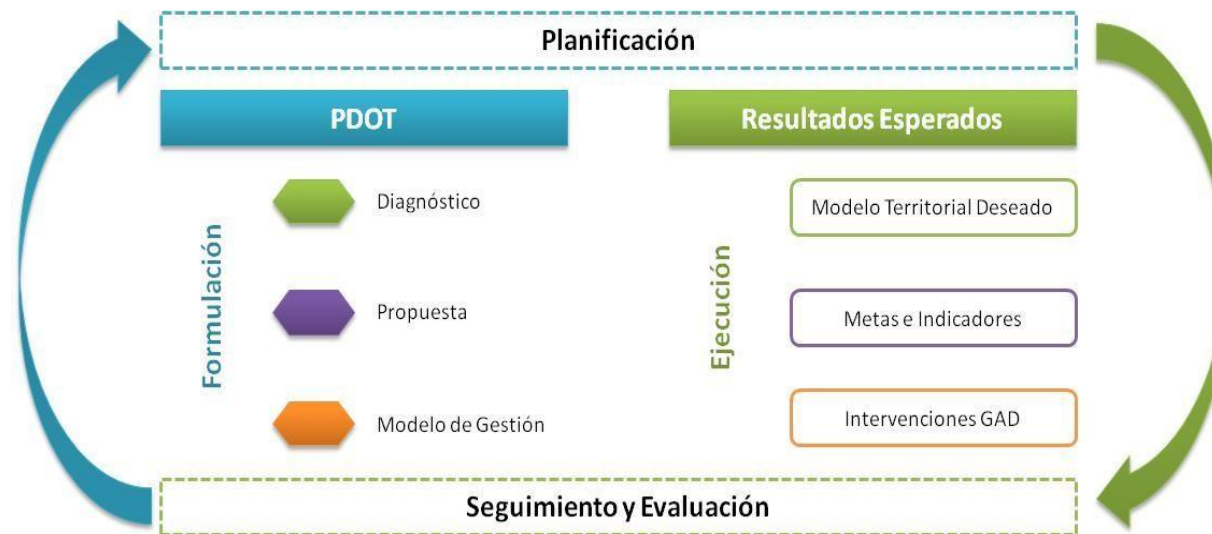 Planificación
PDOT
Resultados Esperados
Formulación
Diagnóstico
Propuesta
Modelo de Gestión
Ejecución
Modelo Territorial Deseado
Metas e Indicadores
Intervenciones GAD
Seguimiento y Evaluación